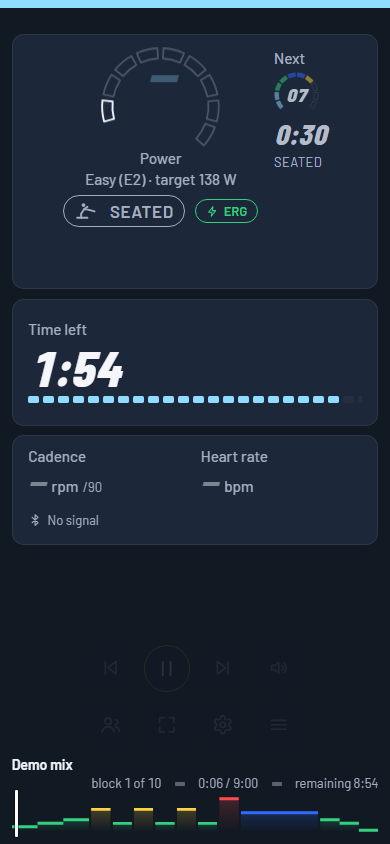 Next
07
0:30
SEATED
Power
Easy (E2) · target 138 W
SEATED
ERG
Time left
1:54
Cadence
Heart rate
rpm /90
bpm
No signal
Demo mix
block 1 of 10
0:06 / 9:00
remaining 8:54